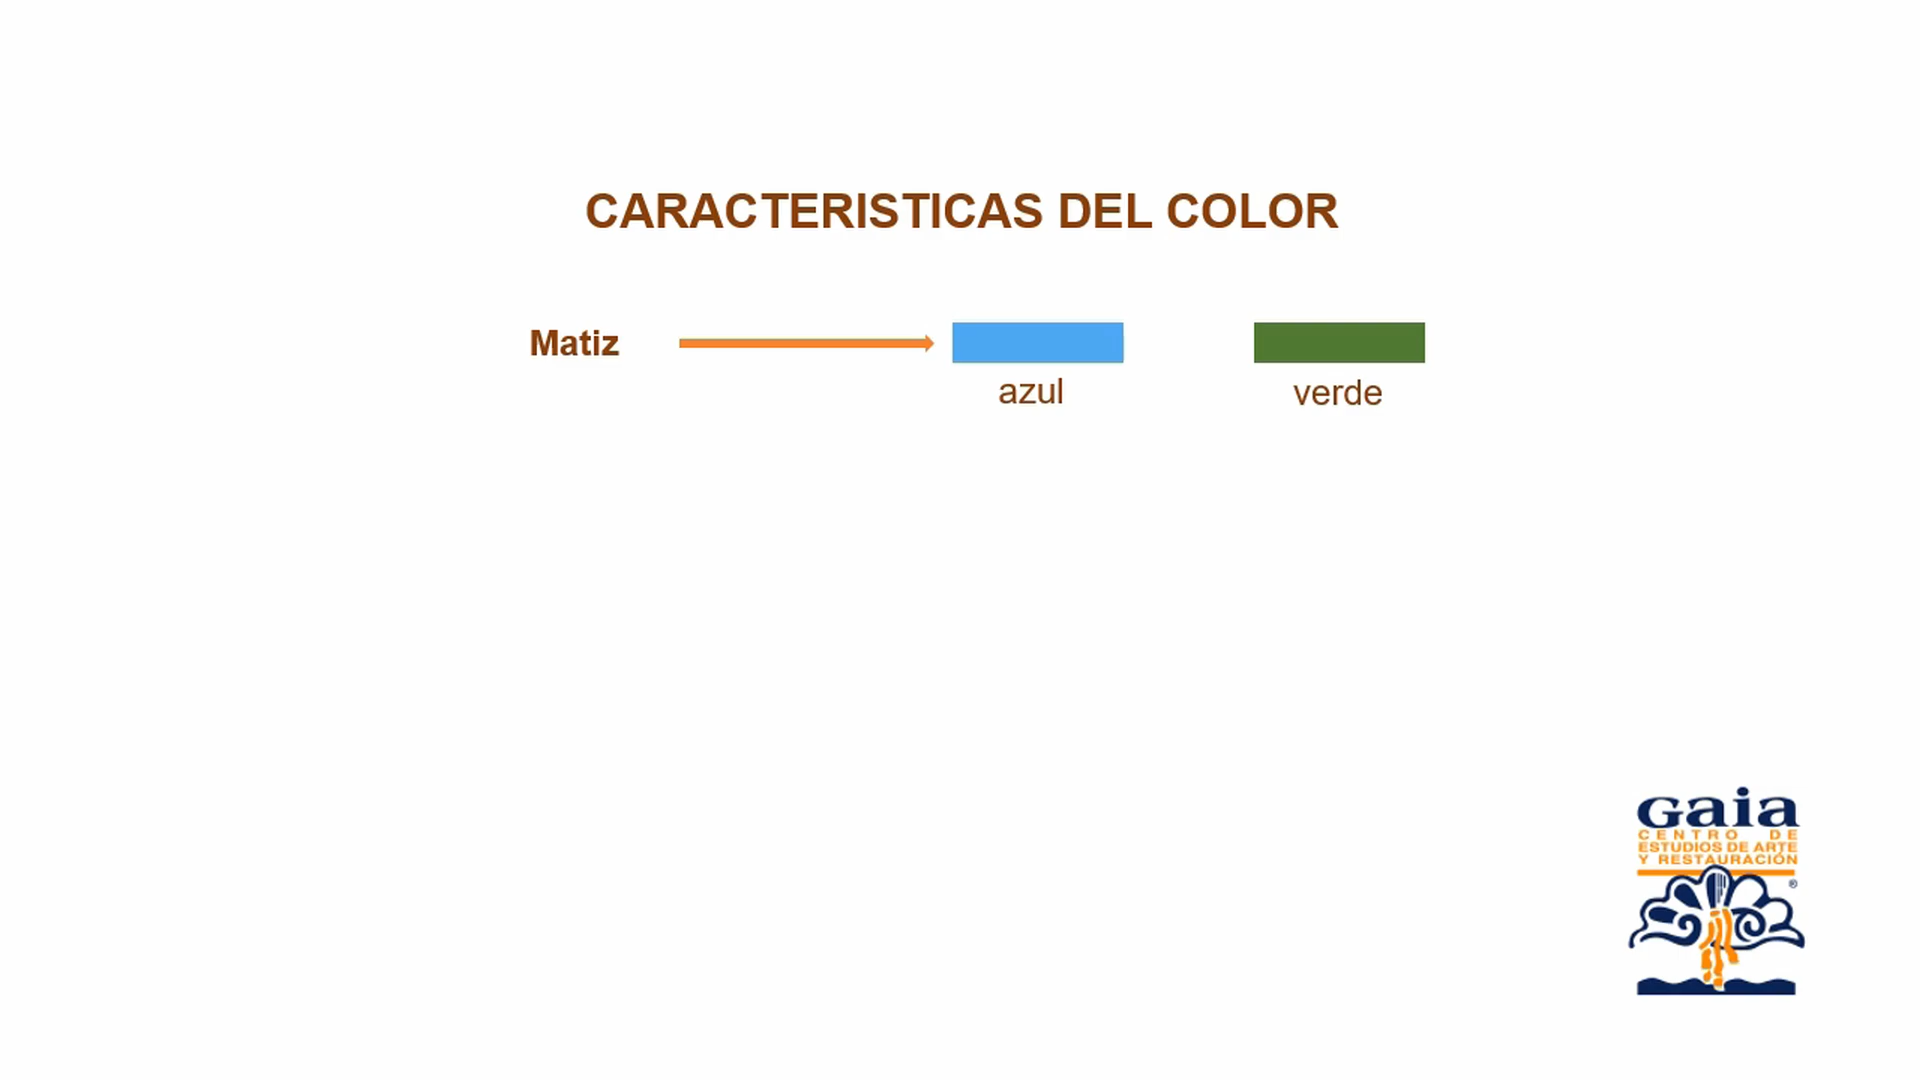 CARACTERISTICAS DEL COLOR
Matiz
azul verde
Gaia
CENTRO DE
ESTUDIOS DE ARTE
Y RESTAURACIÓN
®